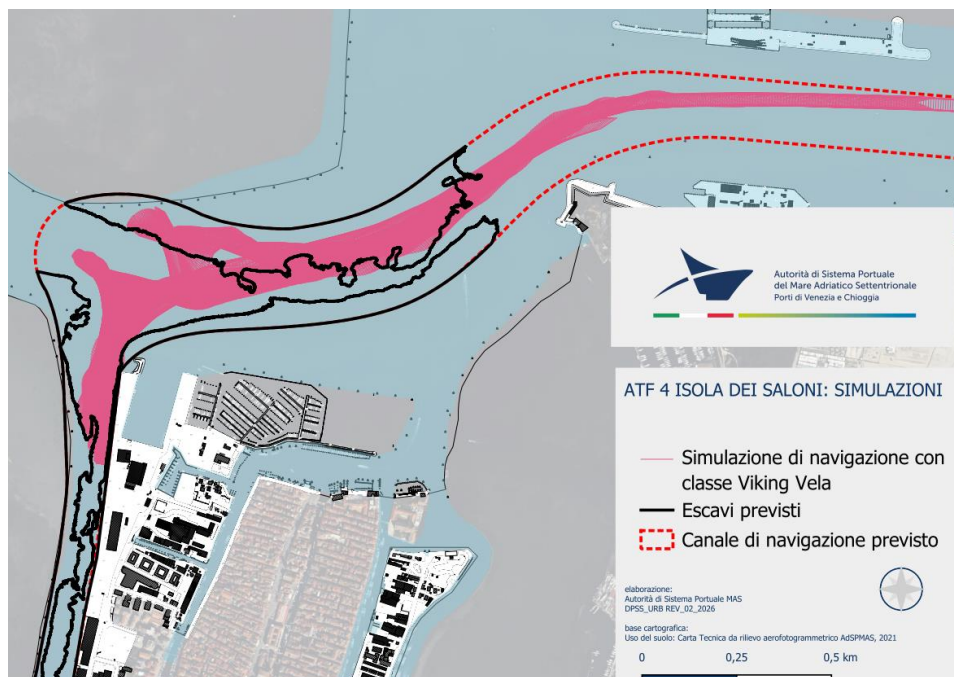 Autorità di Sistema Portuale
del Mare Adriatico Settentrionale
Porti di Venezia e Chioggia
ATF 4 ISOLA DEI SALONI: SIMULAZIONI
Simulazione di navigazione con
classe Viking Vela
Escavi previsti
Canale di navigazione previsto
elaborazione:
Autorità di Sistema Portuale MAS
DPSS_URB REV_02_2026
base cartografica:
Uso del suolo: Carta Tecnica da rilievo aerofotogrammetrico AdSPMAS, 2021
0 0,25 0,5 km